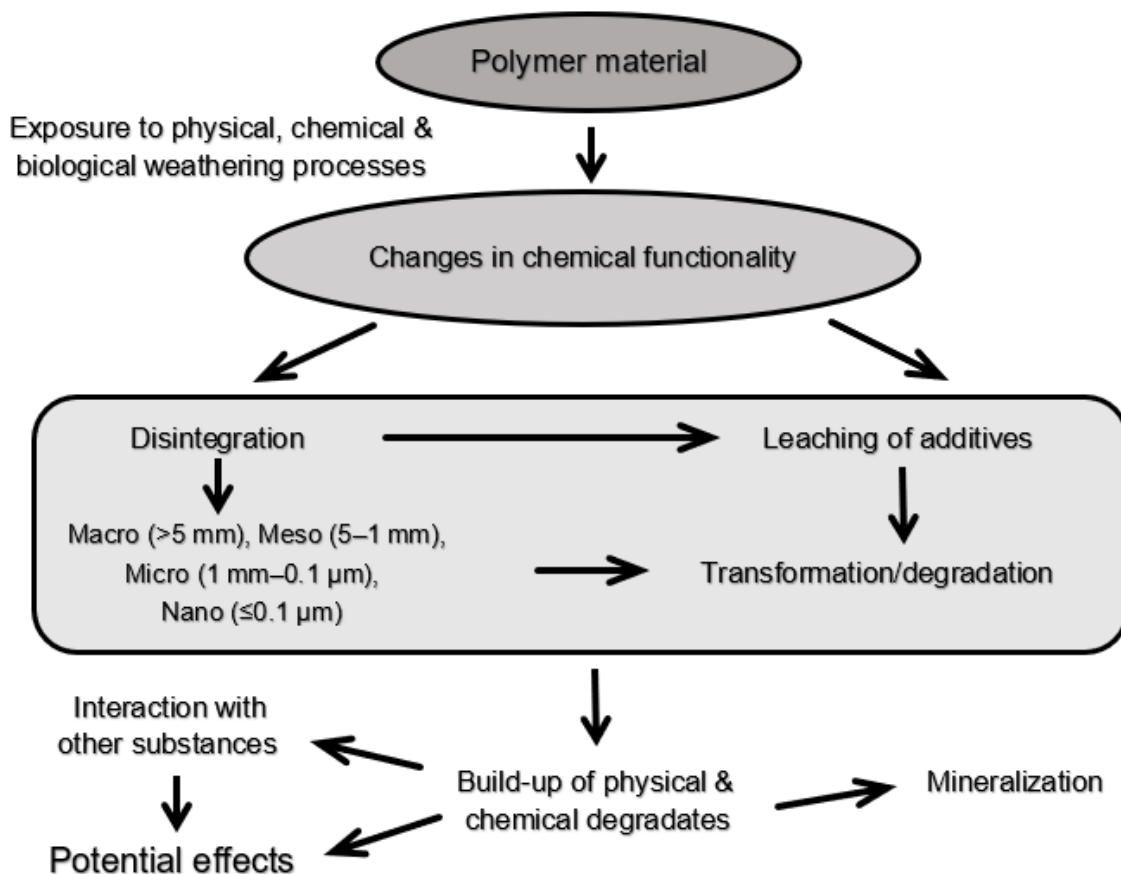 Polymer material
Exposure to physical, chemical &
biological weathering processes
Changes in chemical functionality
Disintegration
Leaching of additives
Macro (>5 mm), Meso (5–1 mm),
Micro (1 mm–0.1 µm),
Nano (≤0.1 µm)
Transformation/degradation
Interaction with
other substances
Build-up of physical &
chemical degradates
Mineralization
Potential effects